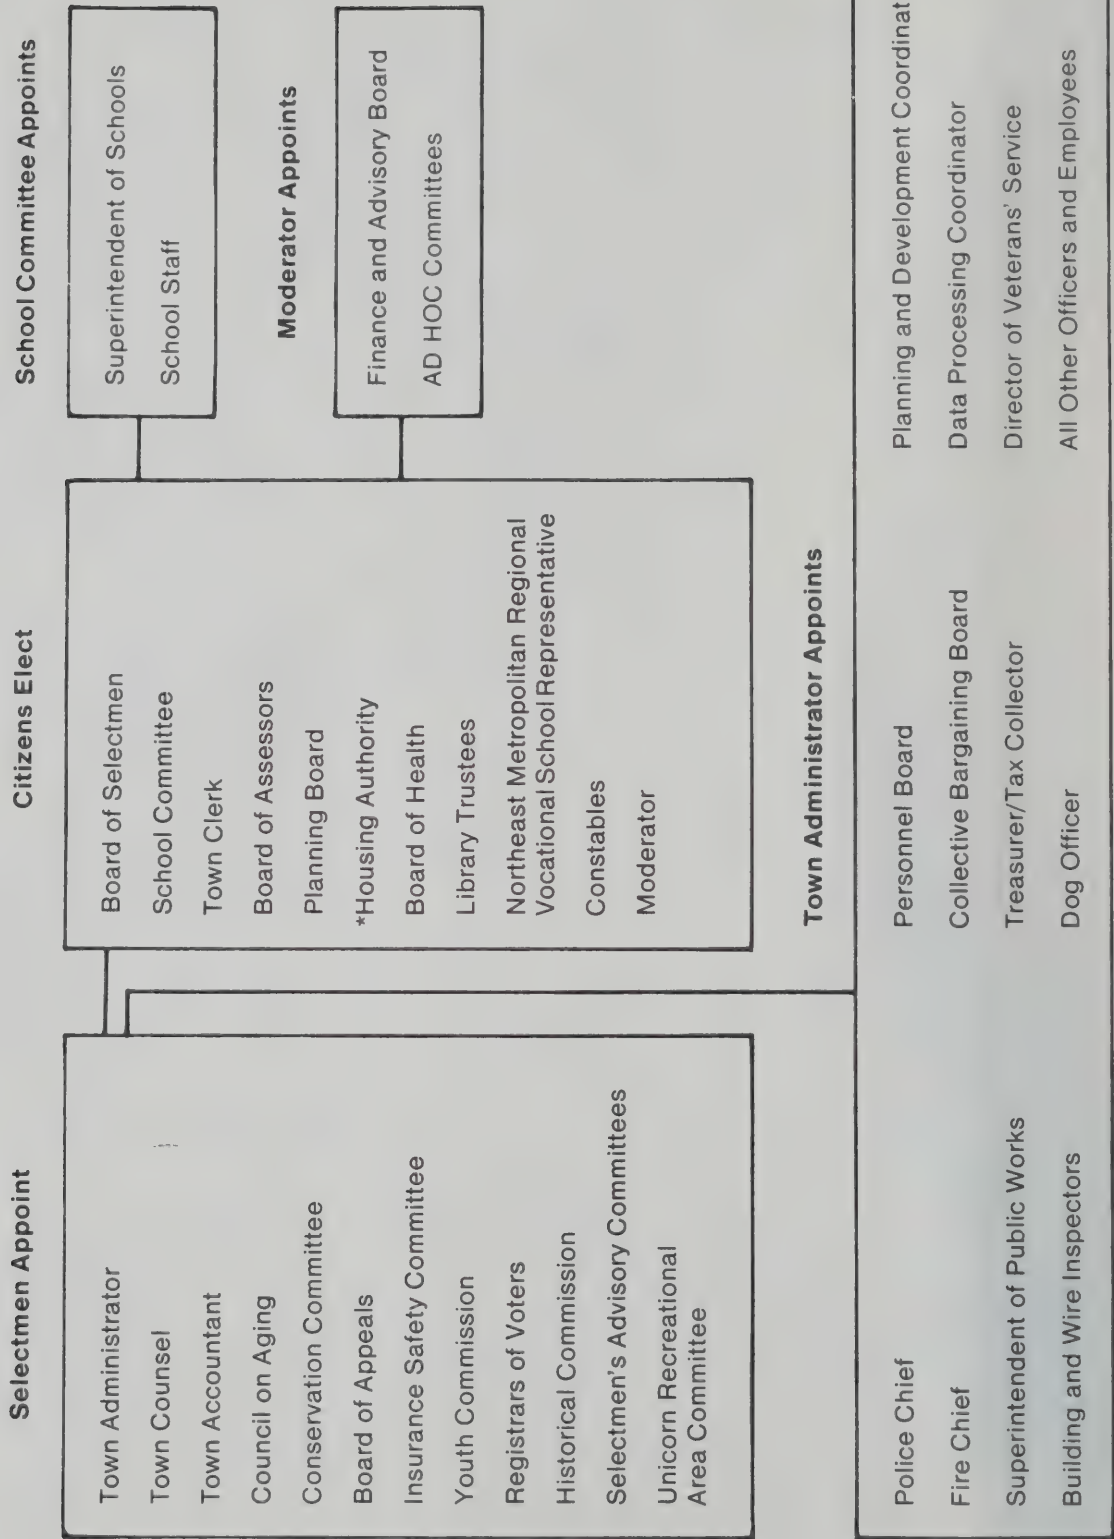 Selectmen Appoint
Town Administrator
Town Counsel
Town Accountant
Council on Aging
Conservation Committee
Board of Appeals
Insurance Safety Committee
Youth Commission
Registrars of Voters
Historical Commission
Selectmen's Advisory Committees
Unicorn Recreational
Area Committee
Citizens Elect
Board of Selectmen
School Committee
Town Clerk
Board of Assessors
Planning Board
*Housing Authority
Board of Health
Library Trustees
Northeast Metropolitan Regional
Vocational School Representative
Constables
Moderator
School Committee Appoints
Superintendent of Schools
School Staff
Moderator Appoints
Finance and Advisory Board
AD HOC Committees
Town Administrator Appoints
Police Chief
Fire Chief
Superintendent of Public Works
Building and Wire Inspectors
Personnel Board
Collective Bargaining Board
Treasurer/Tax Collector
Dog Officer
Planning and Development Coordinat
Data Processing Coordinator
Director of Veterans' Service
All Other Officers and Employees